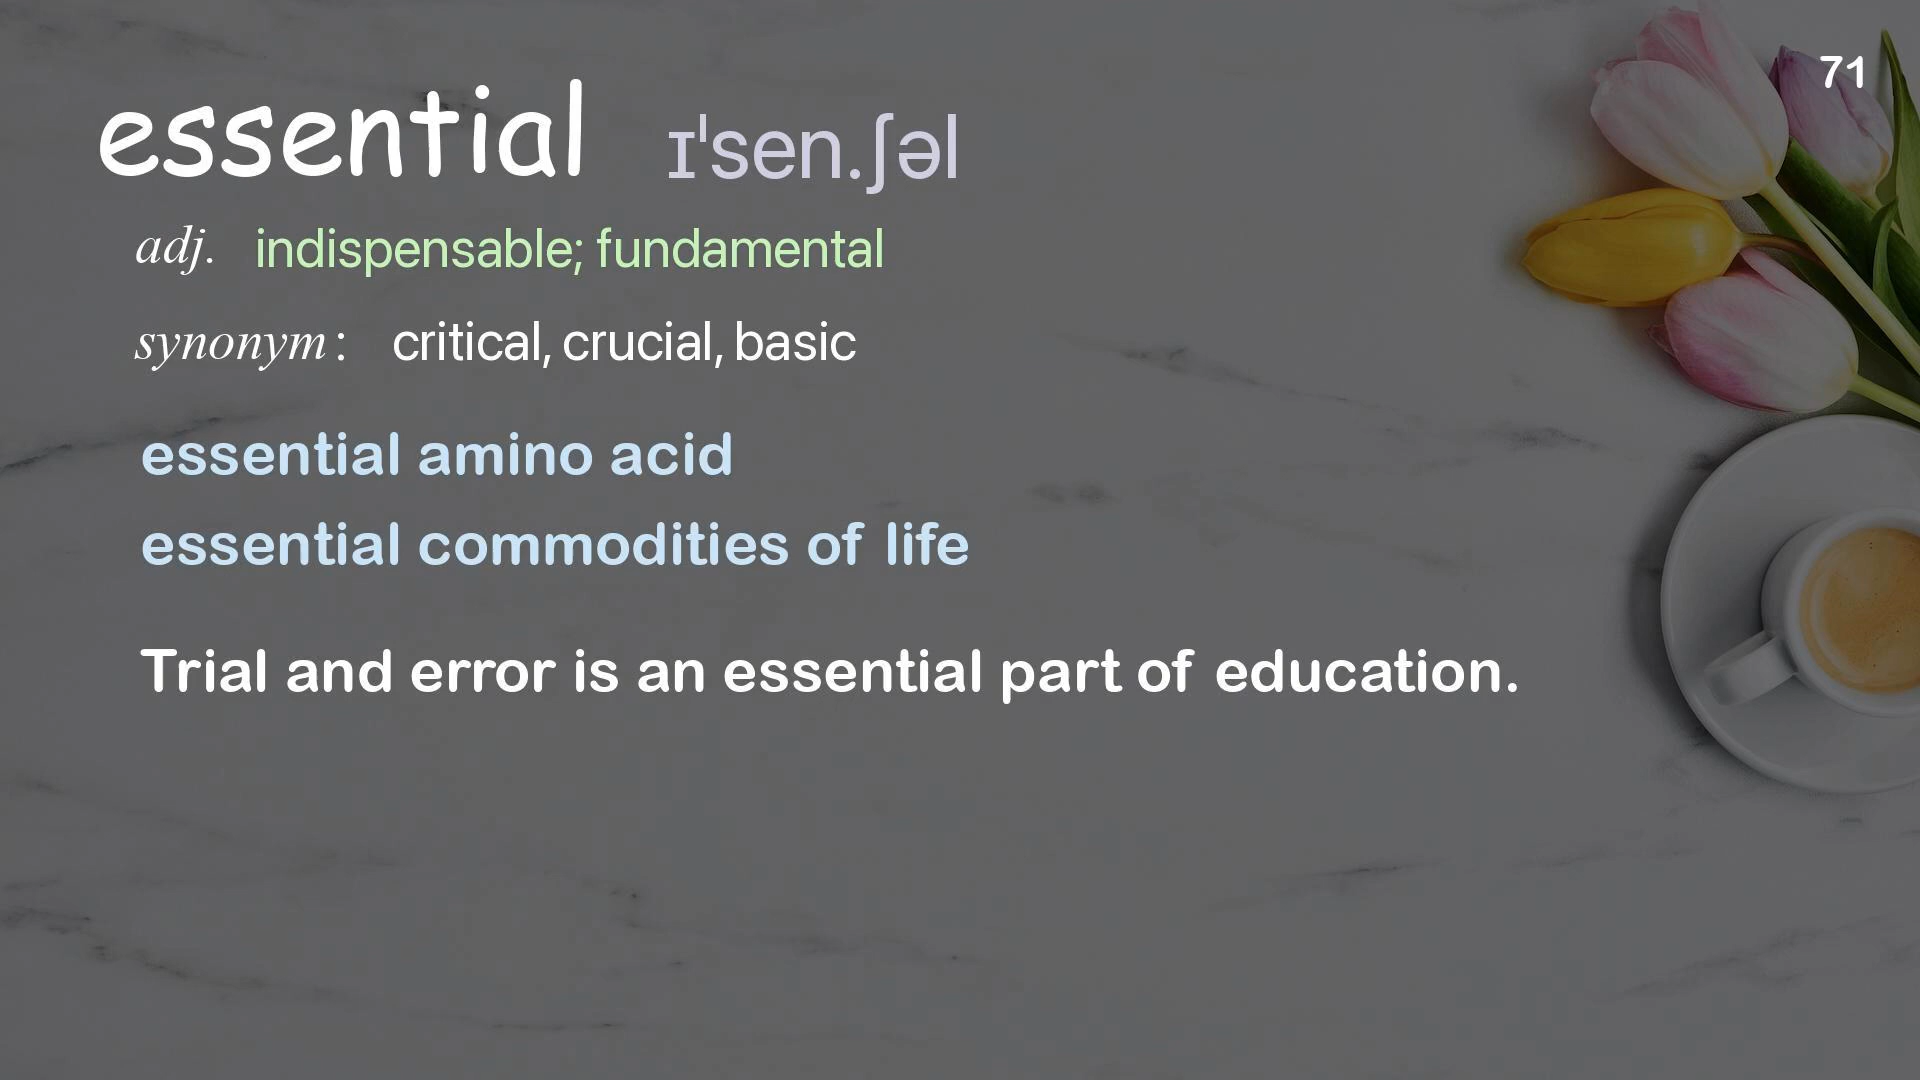 71
essential ɪˈsen.ʃəl
adj. indispensable; fundamental
synonym: critical, crucial, basic
essential amino acid
essential commodities of life
Trial and error is an essential part of education.